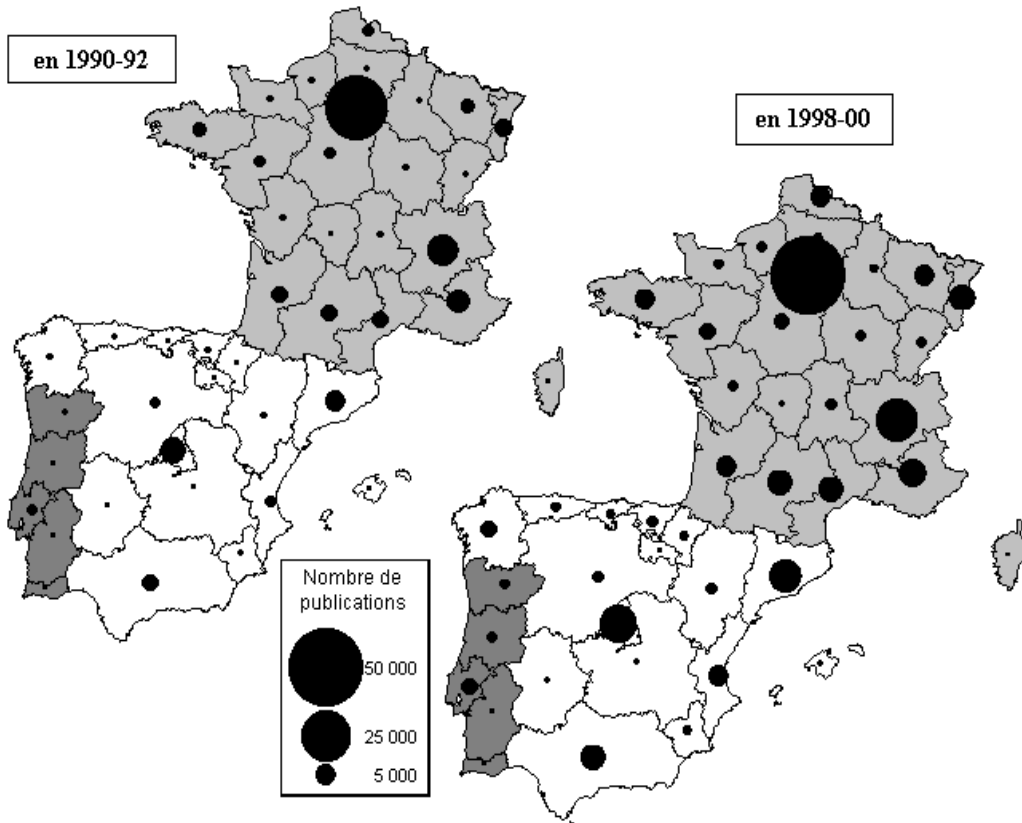 en 1990-92
en 1998-00
Nombre de
publications
50 000
25 000
5 000